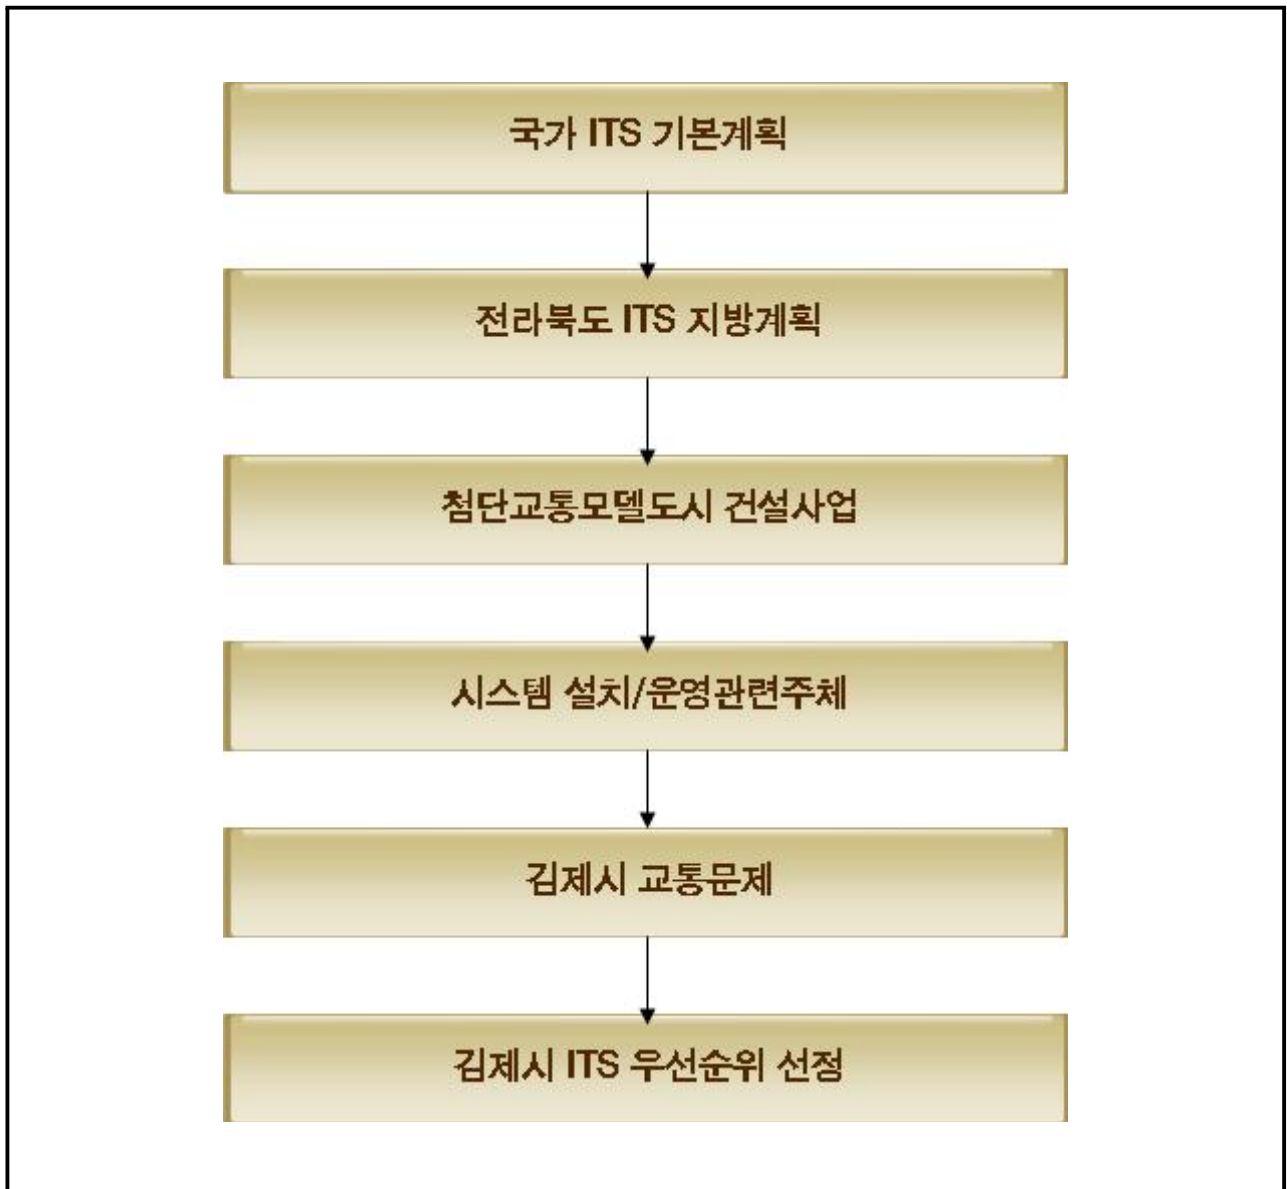 국가 ITS 기본계획
전라북도 ITS 지방계획
첨단교통모델도시 건설사업
시스템 설치/운영관련주체
김제시 교통문제
김제시 ITS 우선순위 선정